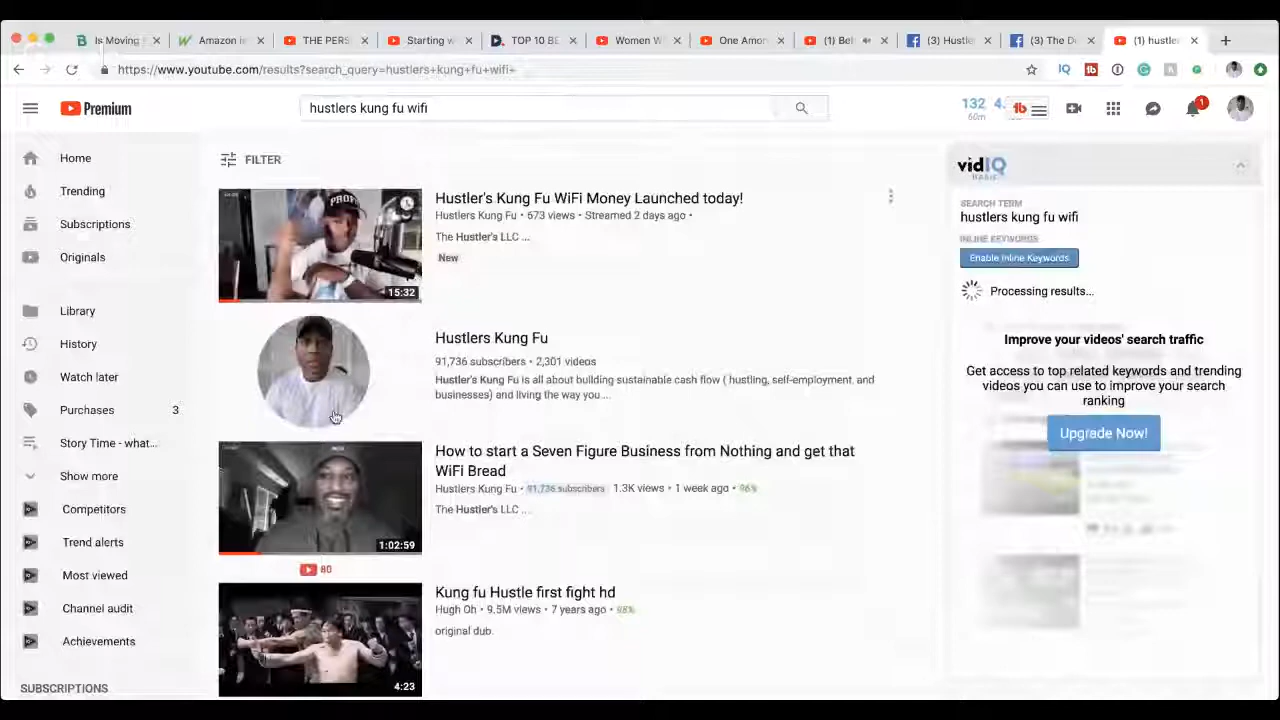 Is Moving
Amazon is
THE PERS
Starting w
TOP 10 BE
Women W
One Amon
(1) Bel
(3) Hustle
(3) The D
(1) hustler
https://www.youtube.com/results?search_query=hustlers+kung+fu+wifi+
Premium
hustlers kung fu wifi
132
4.
60m
1
Home
Trending
Subscriptions
Originals
Library
History
Watch later
Purchases 3
Story Time - what...
Show more
Competitors
Trend alerts
Most viewed
Channel audit
Achievements
SUBSCRIPTIONS
FILTER
15:32
Hustler's Kung Fu WiFi Money Launched today!
Hustlers Kung Fu • 673 views • Streamed 2 days ago •
The Hustler's LLC ...
New
Hustlers Kung Fu
91,736 subscribers • 2,301 videos
Hustler's Kung Fu is all about building sustainable cash flow ( hustling, self-employment, and
businesses) and living the way you ...
1:02:59
80
How to start a Seven Figure Business from Nothing and get that
WiFi Bread
Hustlers Kung Fu • 91,736 subscribers 1.3K views • 1 week ago • 96%
The Hustler's LLC ...
4:23
Kung fu Hustle first fight hd
Hugh Oh • 9.5M views • 7 years ago • 98%
original dub.
vidIQ
BASIC
SEARCH TERM
hustlers kung fu wifi
INLINE KEYWORDS
Enable Inline Keywords
Processing results...
Improve your videos' search traffic
Get access to top related keywords and trending
videos you can use to improve your search
ranking
Upgrade Now!